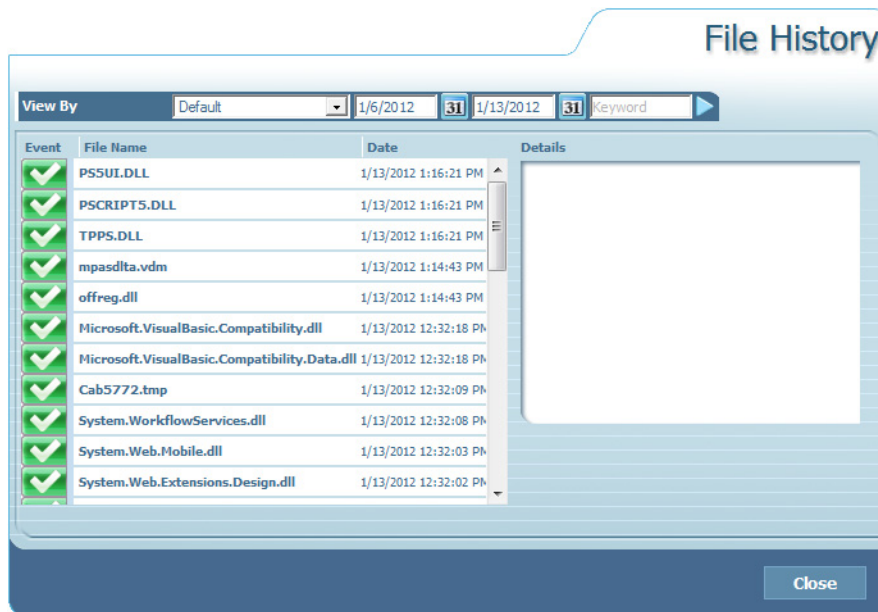 File History
View By Default 1/6/2012 31 1/13/2012 31 Keyword
Event File Name Date Details
PS5UI.DLL 1/13/2012 1:16:21 PM
PSCRIPT5.DLL 1/13/2012 1:16:21 PM
TPPS.DLL 1/13/2012 1:16:21 PM
mpasdlta.vdm 1/13/2012 1:14:43 PM
offreg.dll 1/13/2012 1:14:43 PM
Microsoft.VisualBasic.Compatibility.dll 1/13/2012 12:32:18 PM
Microsoft.VisualBasic.Compatibility.Data.dll 1/13/2012 12:32:18 PM
Cab5772.tmp 1/13/2012 12:32:09 PM
System.WorkflowServices.dll 1/13/2012 12:32:08 PM
System.Web.Mobile.dll 1/13/2012 12:32:03 PM
System.Web.Extensions.Design.dll 1/13/2012 12:32:02 PM
Close